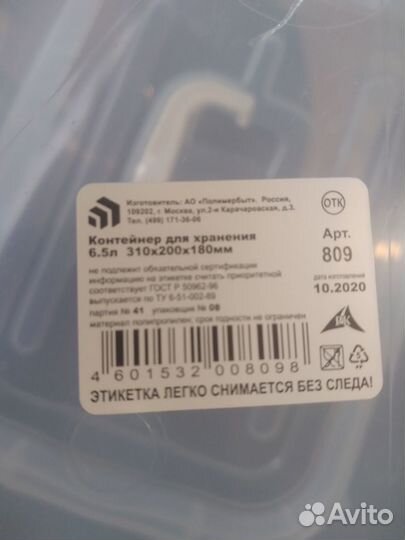 Изготовитель: АО «Полимербыт», Россия,
109202, г. Москва, ул.2-я Карачаровская, д.3,
Тел. (499) 171-36-06
ОТК
Контейнер для хранения
6.5л 310х200х180мм
Арт.
809
не подлежит обязательной сертификации
информацию на этикетке считать приоритетной
соответствует ГОСТ Р 50962-96
выпускается по ТУ 6-51-002-89
партия № 41 упаковщик № 08
материал полипропилен: срок годности не ограничен
дата изготовления
10.2020
4 601532 008098
5
ЭТИКЕТКА ЛЕГКО СНИМАЕТСЯ БЕЗ СЛЕДА!
Avito